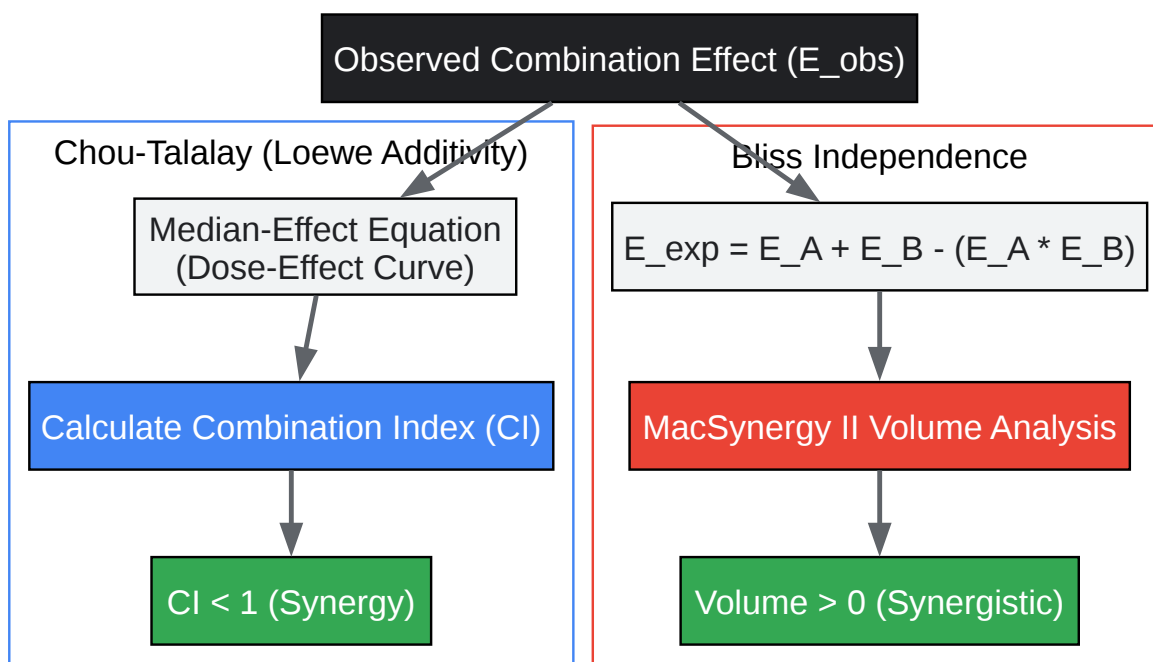 Observed Combination Effect (E_obs)
Chou-Talalay (Loewe Additivity)
Median-Effect Equation
(Dose-Effect Curve)
Calculate Combination Index (CI)
CI < 1 (Synergy)
Bliss Independence
E_exp = E_A + E_B - (E_A * E_B)
MacSynergy II Volume Analysis
Volume > 0 (Synergistic)